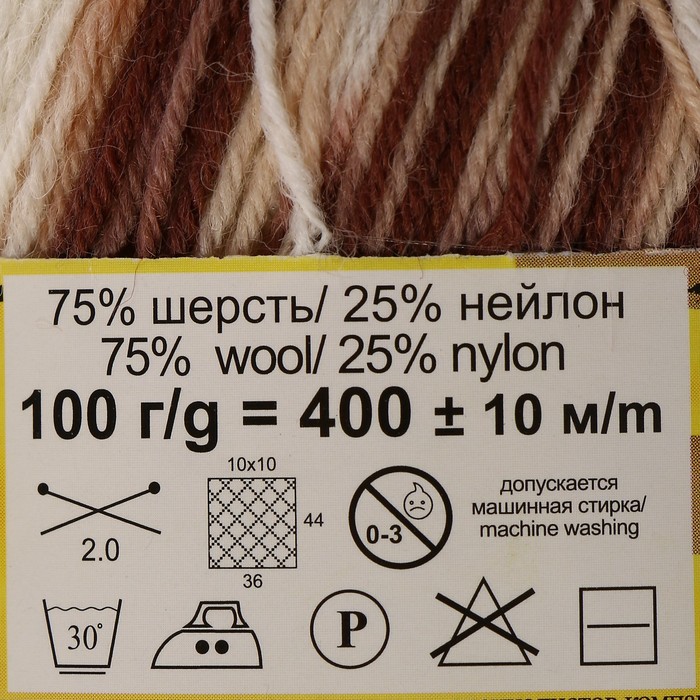 75% шерсть/ 25% нейлон
75% wool/ 25% nylon
100 г/g = 400 ± 10 м/m
10x10
44
36
2.0
0-3
допускается
машинная стирка/
machine washing
30°
P